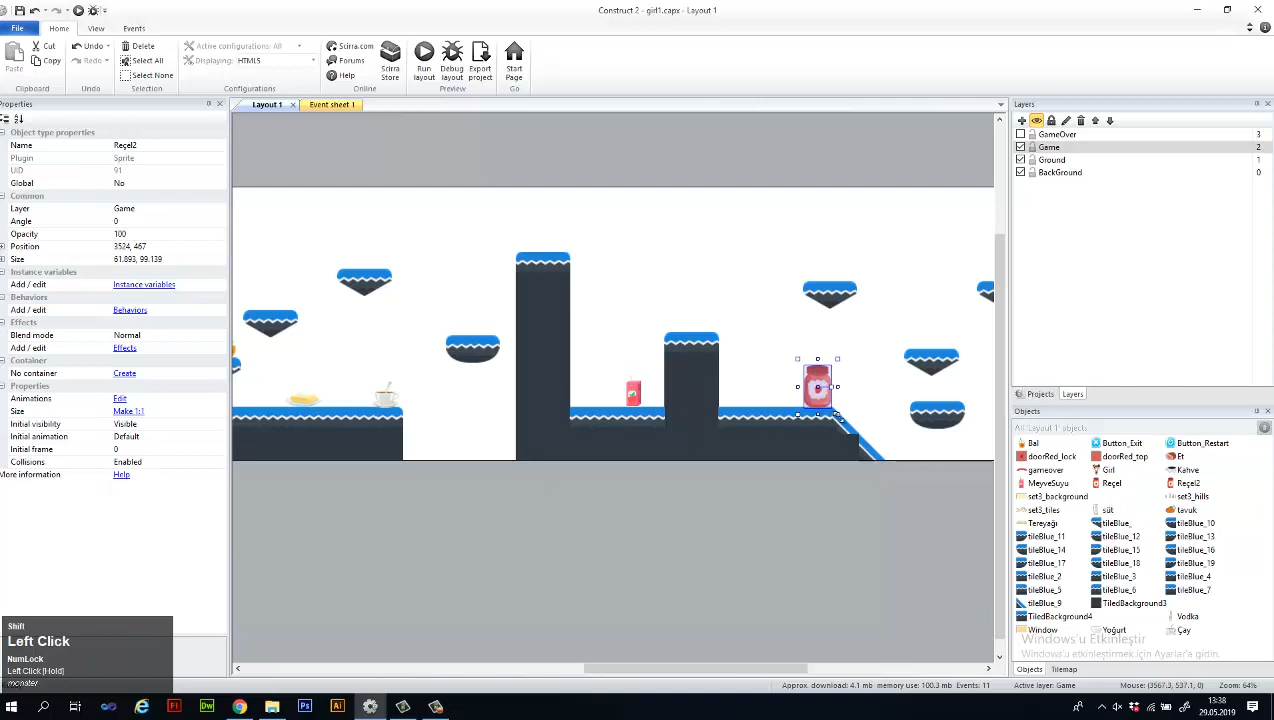 Construct 2 - girl1.capx - Layout 1
File
Home
View
Events
Paste
Cut
Copy
Clipboard
Undo
Redo
Undo
Delete
Select All
Select None
Selection
Active configurations: All
Displaying: HTML5
Configurations
Scirra.com
Forums
Help
Scirra Store
Online
Run layout
Debug layout
Export project
Preview
Start Page
Go
Properties
Object type properties
Name Reçel2
Plugin Sprite
UID 91
Global No
Common
Layer Game
Angle 0
Opacity 100
Position 3524, 467
Size 61.893, 99.139
Instance variables
Add / edit Instance variables
Behaviors
Add / edit Behaviors
Effects
Blend mode Normal
Add / edit Effects
Container
No container Create
Properties
Animations Edit
Size Make 1:1
Initial visibility Visible
Initial animation Default
Initial frame 0
Collisions Enabled
More information Help
Layout 1
Event sheet 1
Layers
GameOver 3
Game 2
Ground 1
BackGround 0
Projects Layers
Objects
All 'Layout 1' objects
Bal Button_Exit Button_Restart
doorRed_lock doorRed_top Et
gameover Girl Kahve
MeyveSuyu Reçel Reçel2
set3_background set3_hills
set3_tiles süt tavuk
Tereyağı tileBlue_ tileBlue_10
tileBlue_11 tileBlue_12 tileBlue_13
tileBlue_14 tileBlue_15 tileBlue_16
tileBlue_17 tileBlue_18 tileBlue_19
tileBlue_2 tileBlue_3 tileBlue_4
tileBlue_5 tileBlue_6 tileBlue_7
tileBlue_9 TiledBackground3
TiledBackground4 Vodka
Window Yoğurt Çay
Windows'u Etkinleştir
Windows'u etkinleştirmek için Ayarlar'a gidin.
Objects Tilemap
Shift
Left Click
NumLock
Left Click [Hold]
monster
Approx. download: 4.1 mb memory use: 100.3 mb Events: 11 Active layer: Game Mouse: (3567.3, 537.1, 0) Zoom: 64%
13:38
29.05.2019